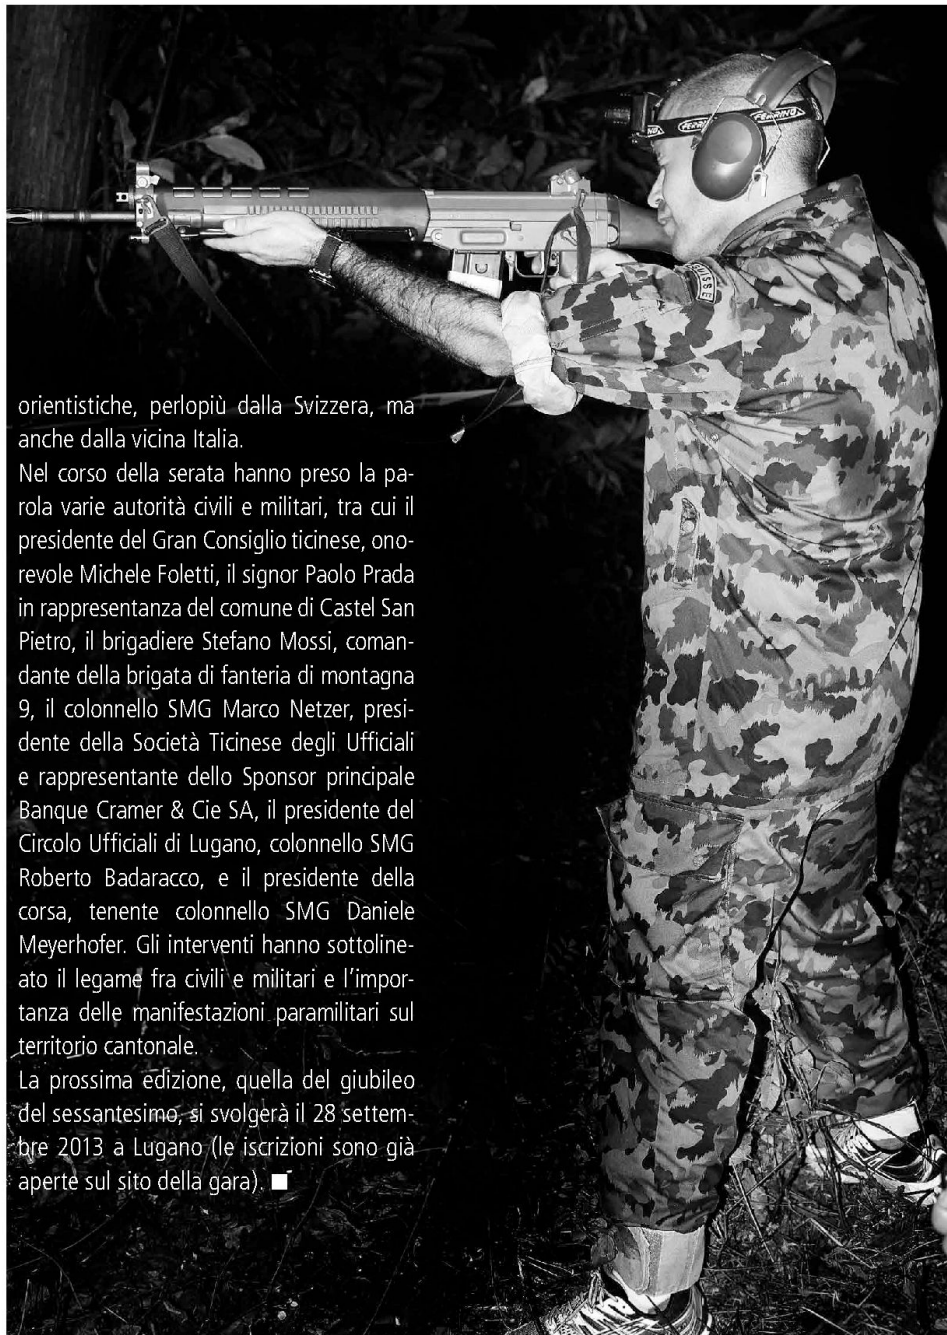 FERRINO
FERRINO
SUISSE
orientistiche, perlopiù dalla Svizzera, ma
anche dalla vicina Italia.
Nel corso della serata hanno preso la pa-
rola varie autorità civili e militari, tra cui il
presidente del Gran Consiglio ticinese, ono-
revole Michele Foletti, il signor Paolo Prada
in rappresentanza del comune di Castel San
Pietro, il brigadiere Stefano Mossi, coman-
dante della brigata di fanteria di montagna
9, il colonnello SMG Marco Netzer, presi-
dente della Società Ticinese degli Ufficiali
e rappresentante dello Sponsor principale
Banque Cramer & Cie SA, il presidente del
Circolo Ufficiali di Lugano, colonnello SMG
Roberto Badaracco, e il presidente della
corsa, tenente colonnello SMG Daniele
Meyerhofer. Gli interventi hanno sottoline-
ato il legame fra civili e militari e l'impor-
tanza delle manifestazioni paramilitari sul
territorio cantonale.
La prossima edizione, quella del giubileo
del sessantesimo, si svolgerà il 28 settem-
bre 2013 a Lugano (le iscrizioni sono già
aperte sul sito della gara). ■